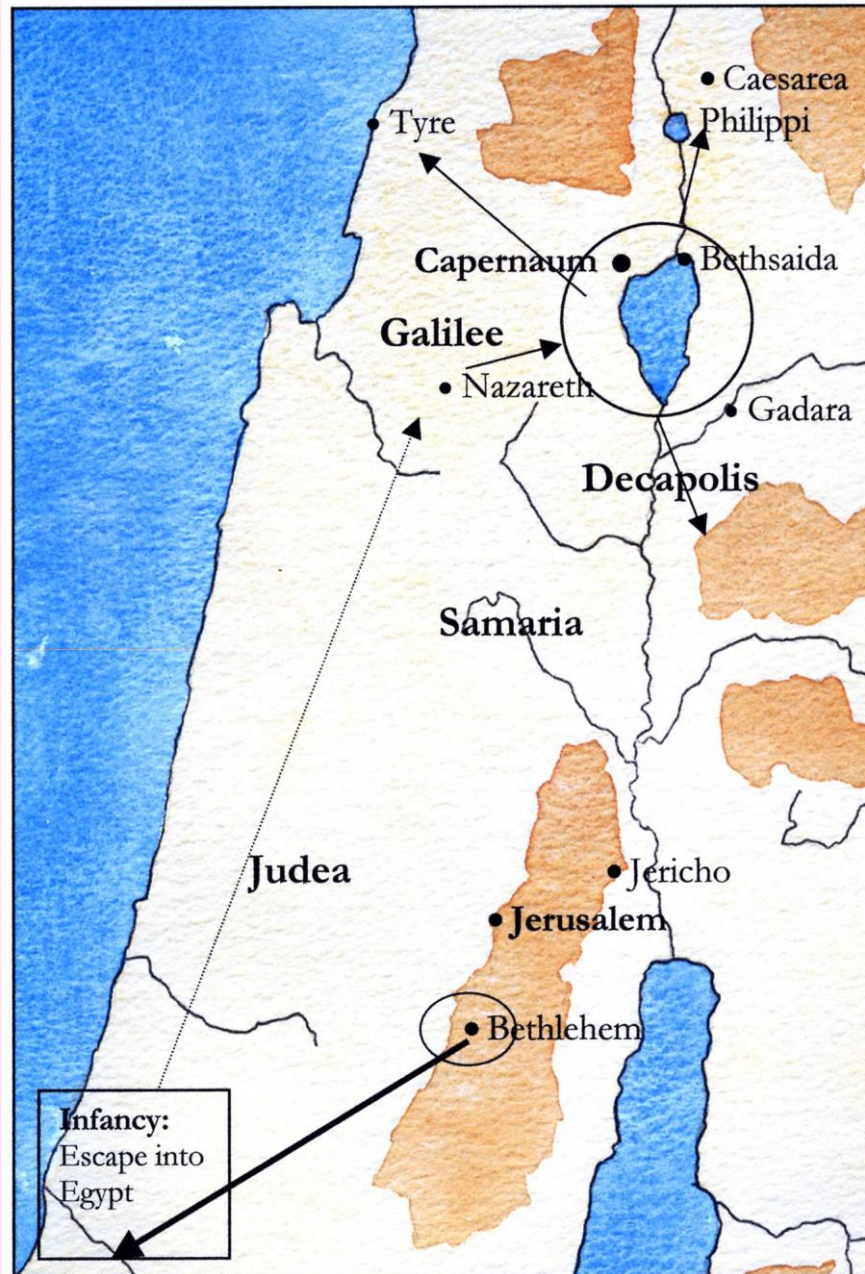 Caesarea
Philippi
Tyre
Capernaum
Bethsaida
Galilee
Nazareth
Gadara
Decapolis
Samaria
Judea
Jericho
Jerusalem
Bethlehem
Infancy:
Escape into
Egypt